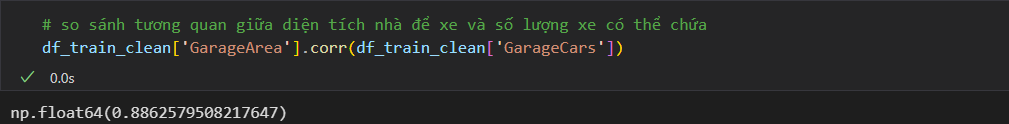 # so sánh tương quan giữa diện tích nhà để xe và số lượng xe có thể chứa
df_train_clean['GarageArea'].corr(df_train_clean['GarageCars'])
0.0s
np.float64(0.8862579508217647)